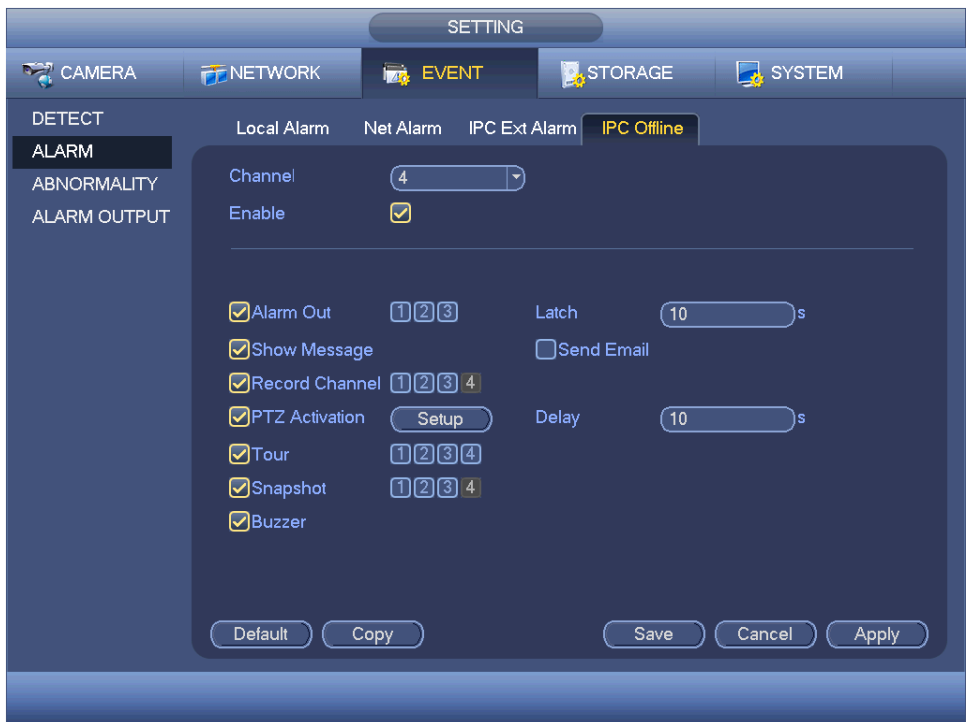 SETTING
CAMERA NETWORK EVENT STORAGE SYSTEM
DETECT
ALARM
ABNORMALITY
ALARM OUTPUT
Local Alarm Net Alarm IPC Ext Alarm IPC Offline
Channel 4
Enable
Alarm Out 1 2 3 Latch 10 s
Show Message Send Email
Record Channel 1 2 3 4
PTZ Activation Setup Delay 10 s
Tour 1 2 3 4
Snapshot 1 2 3 4
Buzzer
Default Copy Save Cancel Apply